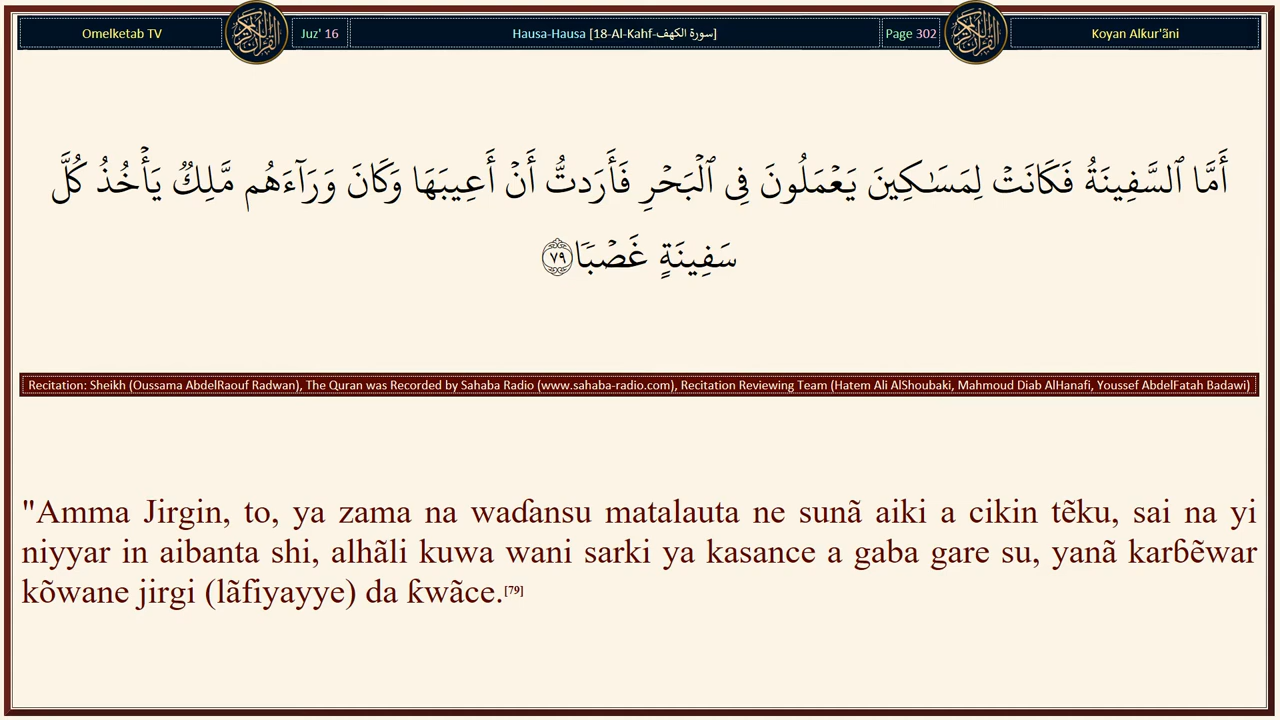 Omelketab TV
Juz' 16
Hausa-Hausa [18-Al-Kahf-سورة الكهف]
Page 302
Koyan Alƙur'ãni
أَمَّا ٱلسَّفِينَةُ فَكَانَتۡ لِمَسَٰكِينَ يَعۡمَلُونَ فِي ٱلۡبَحۡرِ فَأَرَدتُّ أَنۡ أَعِيبَهَا وَكَانَ وَرَآءَهُم مَّلِكٞ يَأۡخُذُ كُلَّ
سَفِينَةٍ غَصۡبٗا ٧٩
Recitation: Sheikh (Oussama AbdelRaouf Radwan), The Quran was Recorded by Sahaba Radio (www.sahaba-radio.com), Recitation Reviewing Team (Hatem Ali AlShoubaki, Mahmoud Diab AlHanafi, Youssef AbdelFatah Badawi)
"Amma Jirgin, to, ya zama na waɗansu matalauta ne sunã aiki a cikin tẽku, sai na yi
niyyar in aibanta shi, alhãli kuwa wani sarki ya kasance a gaba gare su, yanã karɓẽwar
kõwane jirgi (lãfiyayye) da ƙwãce.[79]